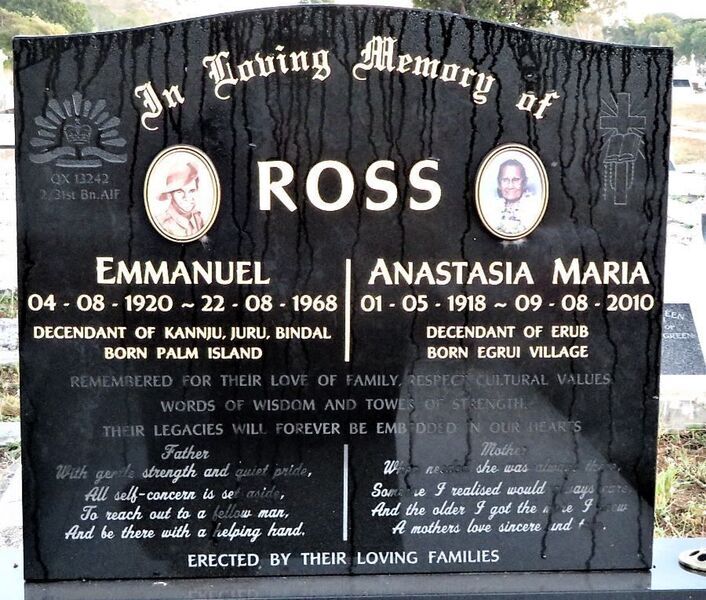 In Loving Memory of
QX 13242
2/31st Bn. AIF
ROSS
EMMANUEL
04 - 08 - 1920 ~ 22 - 08 - 1968
DECENDANT OF KANNJU, JURU, BINDAL
BORN PALM ISLAND
ANASTASIA MARIA
01 - 05 - 1918 ~ 09 - 08 - 2010
DECENDANT OF ERUB
BORN EGRUI VILLAGE
REMEMBERED FOR THEIR LOVE OF FAMILY, RESPECT CULTURAL VALUES
WORDS OF WISDOM AND TOWER OF STRENGTH.
THEIR LEGACIES WILL FOREVER BE EMBEDDED IN OUR HEARTS
Father
With gentle strength and quiet pride,
All self-concern is set aside,
To reach out to a fellow man,
And be there with a helping hand.
Mother
When needed she was always there,
Someone I realised would always care
And the older I got the more I knew
A mothers love sincere and
ERECTED BY THEIR LOVING FAMILIES
EEN
OF
GREEN